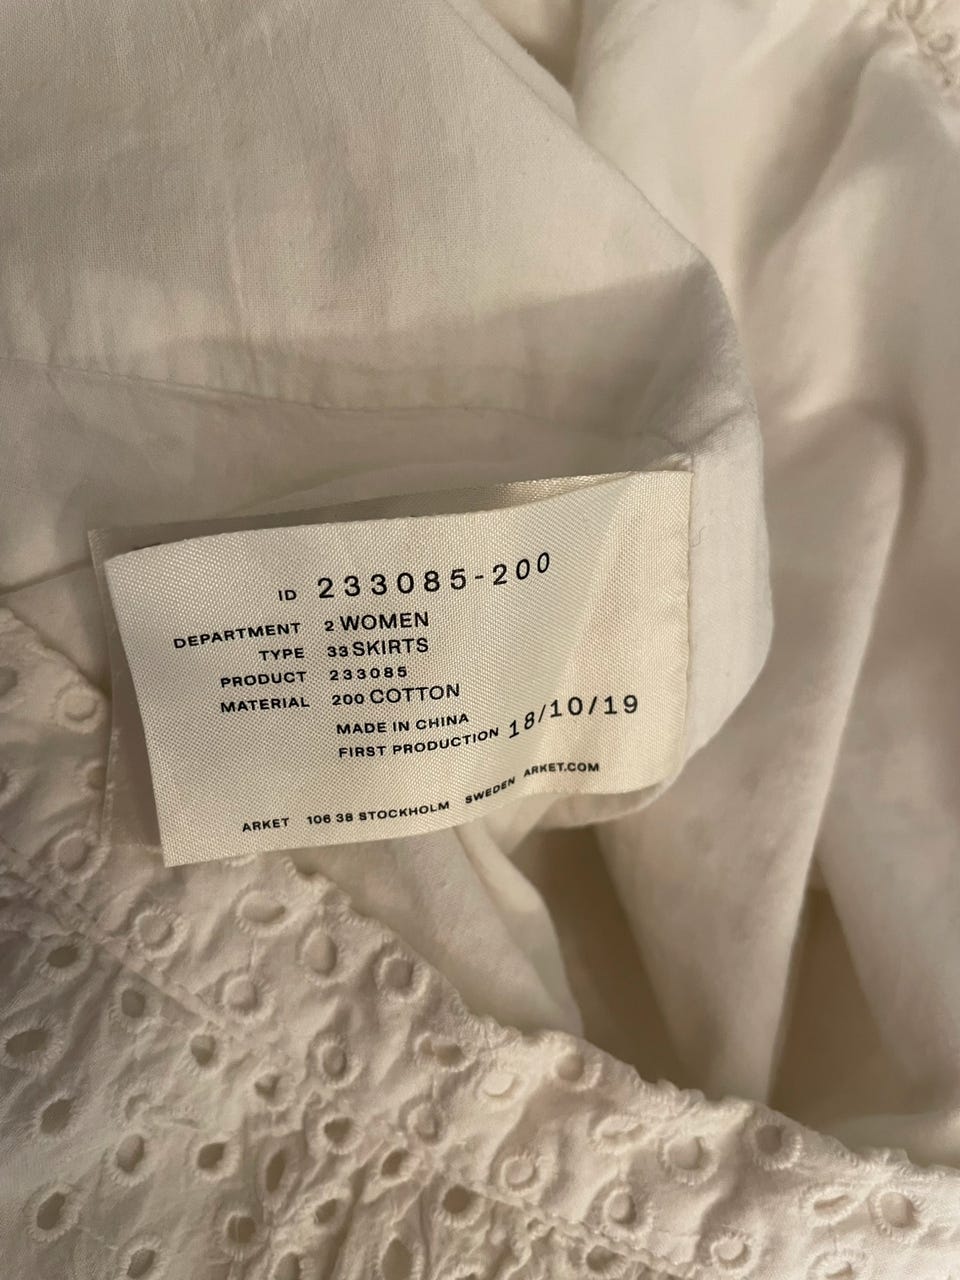 ID 233085-200
DEPARTMENT 2 WOMEN
TYPE 33 SKIRTS
PRODUCT 233085
MATERIAL 200 COTTON
MADE IN CHINA
FIRST PRODUCTION 18/10/19
ARKET 106 38 STOCKHOLM SWEDEN ARKET.COM